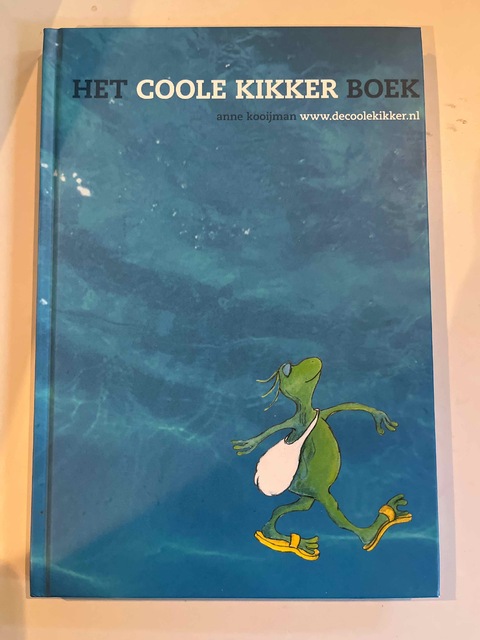 HET COOLE KIKKER BOEK
anne kooijman www.decoolekikker.nl